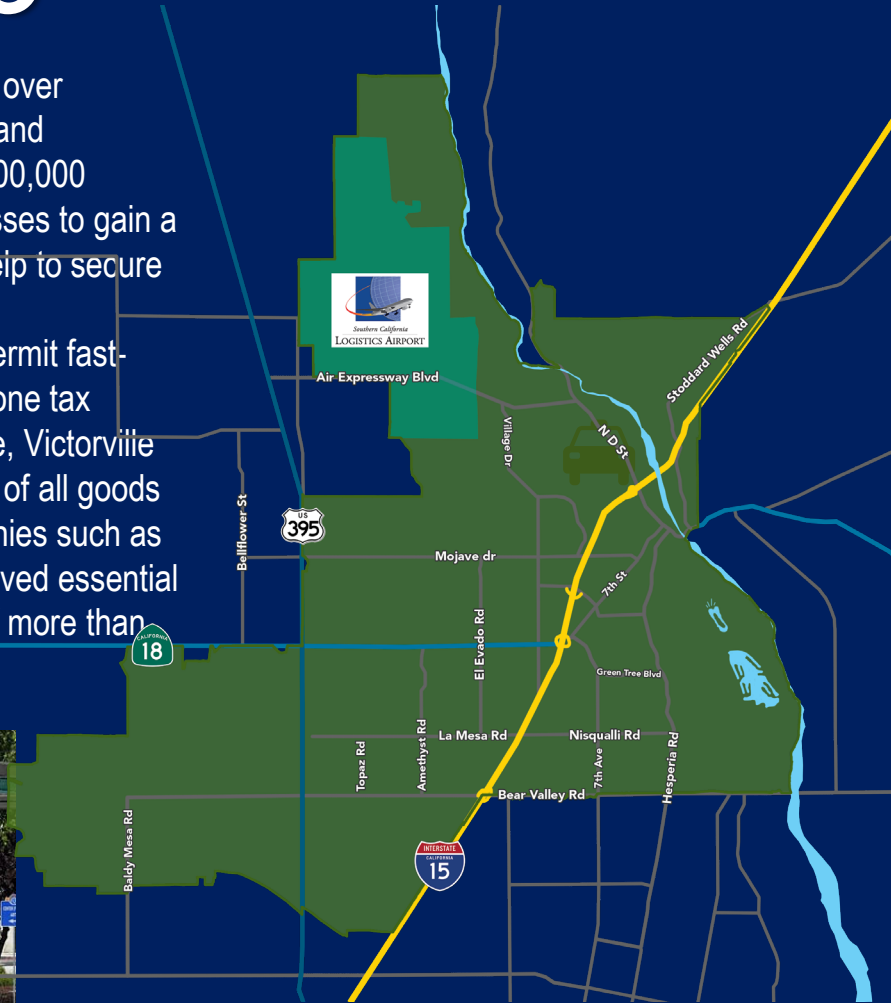 over
and
00,000
sses to gain a
elp to secure
ermit fast-
one tax
e, Victorville
of all goods
nies such as
ved essential
more than
Southern California
LOGISTICS AIRPORT
Air Expressway Blvd
Stoddard Wells Rd
Village Dr
N D St
Bellflower St
US
395
Mojave dr
7th St
El Evado Rd
CALIFORNIA
18
Green Tree Blvd
La Mesa Rd
Nisqualli Rd
Topaz Rd
Amethyst Rd
7th Ave
Hesperia Rd
Bear Valley Rd
Baldy Mesa Rd
INTERSTATE
CALIFORNIA
15